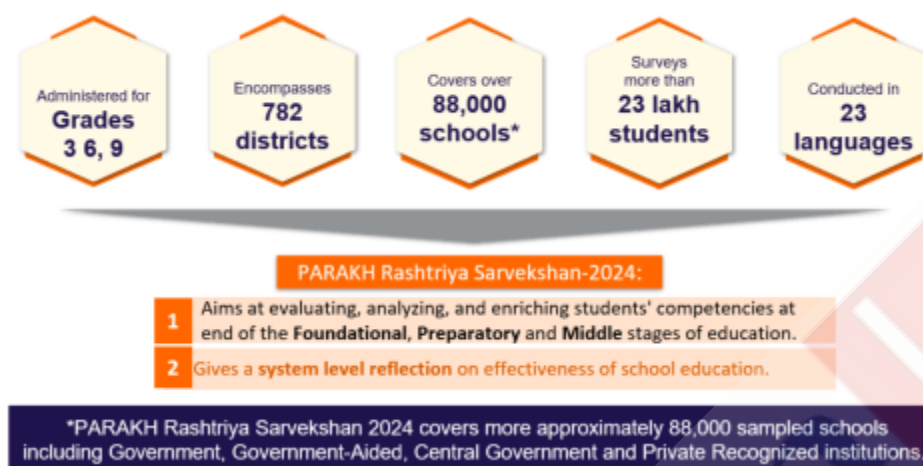 Administered for
Grades
3 6, 9
Encompasses
782
districts
Covers over
88,000
schools*
Surveys
more than
23 lakh
students
Conducted in
23
languages
PARAKH Rashtriya Sarvekshan-2024:
1
Aims at evaluating, analyzing, and enriching students' competencies at
end of the Foundational, Preparatory and Middle stages of education.
2
Gives a system level reflection on effectiveness of school education.
*PARAKH Rashtriya Sarvekshan 2024 covers more approximately 88,000 sampled schools
including Government, Government-Aided, Central Government and Private Recognized institutions.